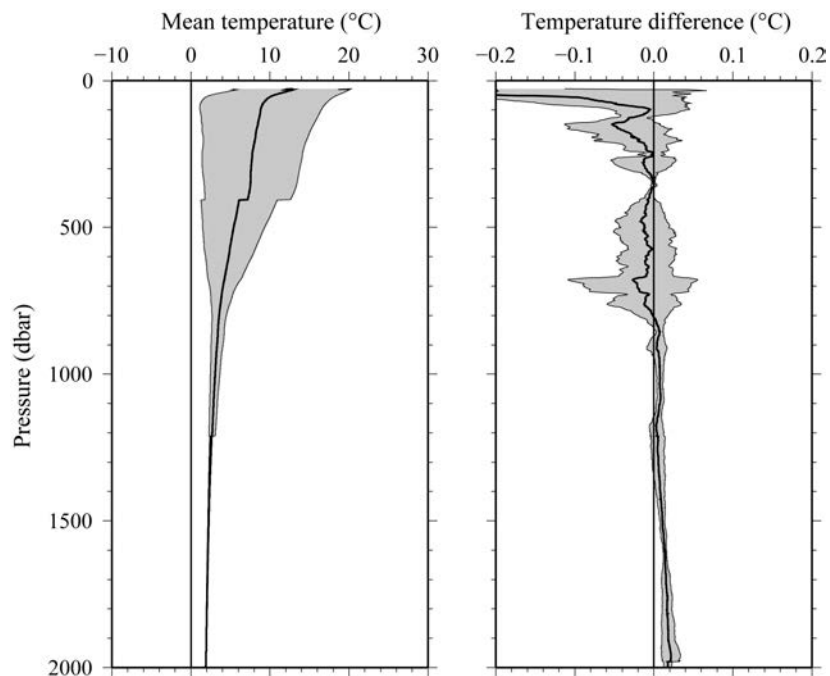 Mean temperature (°C)
−10 0 10 20 30
Temperature difference (°C)
−0.2 −0.1 0.0 0.1 0.2
Pressure (dbar)
0
500
1000
1500
2000